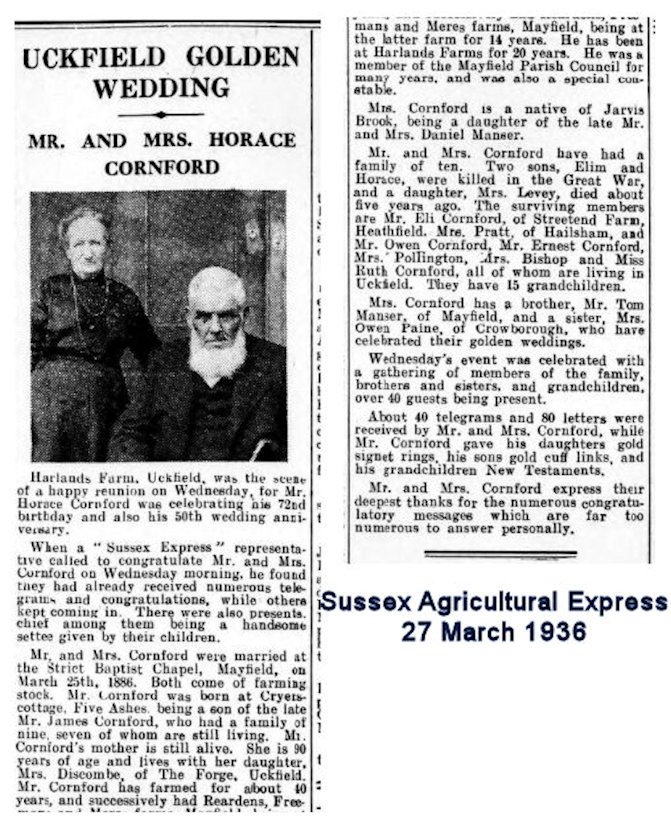 UCKFIELD GOLDEN
WEDDING
MR. AND MRS. HORACE
CORNFORD
Harlands Farm, Uckfield, was the scene
of a happy reunion on Wednesday, for Mr.
Horace Cornford was celebrating his 72nd
birthday and also his 50th wedding anni-
versary.
When a " Sussex Express " representa-
tive called to congratulate Mr. and Mrs.
Cornford on Wednesday morning, he found
they had already received numerous tele-
grams and congratulations, while others
kept coming in. There were also presents,
chief among them being a handsome
settee given by their children.
Mr. and Mrs. Cornford were married at
the Strict Baptist Chapel, Mayfield, on
March 25th, 1886. Both come of farming
stock. Mr. Cornford was born at Cryers-
cottage, Five Ashes, being a son of the late
Mr. James Cornford, who had a family of
nine, seven of whom are still living. Mr.
Cornford's mother is still alive. She is 90
years of age and lives with her daughter,
Mrs. Discombe, of The Forge, Uckfield.
Mr. Cornford has farmed for about 40
years, and successively had Reardens, Free-
mans and Meres farms, Mayfield, being at
the latter farm for 14 years. He has been
at Harlands Farms for 20 years. He was a
member of the Mayfield Parish Council for
many years, and was also a special con-
stable.
Mrs. Cornford is a native of Jarvis
Brook, being a daughter of the late Mr.
and Mrs. Daniel Manser.
Mr. and Mrs. Cornford have had a
family of ten. Two sons, Elim and
Horace, were killed in the Great War,
and a daughter, Mrs. Levey, died about
five years ago. The surviving members
are Mr. Eli Cornford, of Streetend Farm,
Heathfield, Mrs. Pratt, of Hailsham, and
Mr. Owen Cornford, Mr. Ernest Cornford,
Mrs. Pollington, Mrs. Bishop and Miss
Ruth Cornford, all of whom are living in
Uckfield. They have 15 grandchildren.
Mrs. Cornford has a brother, Mr. Tom
Manser, of Mayfield, and a sister, Mrs.
Owen Paine, of Crowborough, who have
celebrated their golden weddings.
Wednesday's event was celebrated with
a gathering of members of the family,
brothers and sisters, and grandchildren,
over 40 guests being present.
About 40 telegrams and 80 letters were
received by Mr. and Mrs. Cornford, while
Mr. Cornford gave his daughters gold
signet rings, his sons gold cuff links, and
his grandchildren New Testaments.
Mr. and Mrs. Cornford express their
deepest thanks for the numerous congratu-
latory messages which are far too
numerous to answer personally.
Sussex Agricultural Express
27 March 1936